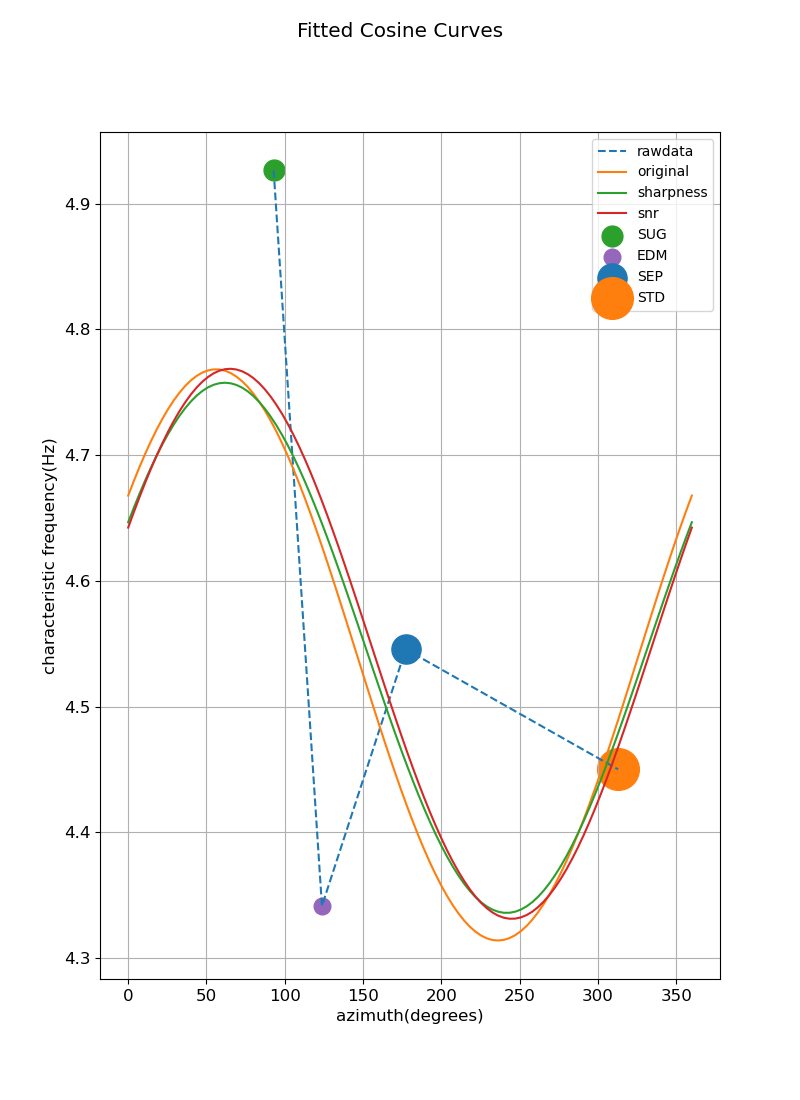 Fitted Cosine Curves
rawdata
original
sharpness
snr
SUG
EDM
SEP
STD
4.9
4.8
4.7
4.6
4.5
4.4
4.3
characteristic frequency(Hz)
0 50 100 150 200 250 300 350
azimuth(degrees)